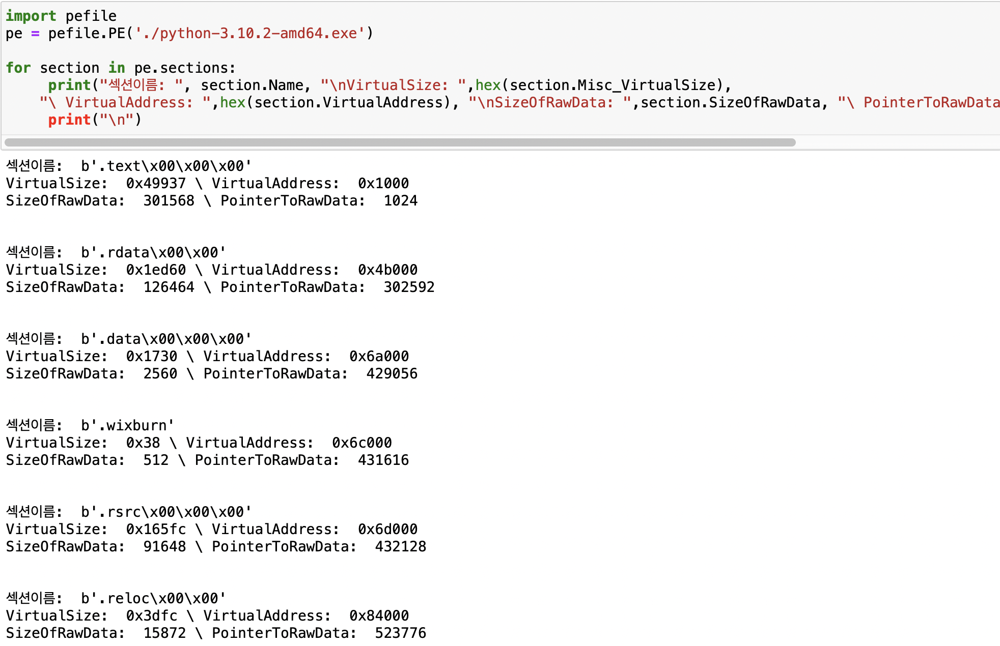 import pefile
pe = pefile.PE('./python-3.10.2-amd64.exe')
for section in pe.sections:
print("섹션이름: ", section.Name, "\nVirtualSize: ",hex(section.Misc_VirtualSize),
"\ VirtualAddress: ",hex(section.VirtualAddress), "\nSizeOfRawData: ",section.SizeOfRawData, "\ PointerToRawData
print("\n")
섹션이름:  b'.text\x00\x00\x00'
VirtualSize:  0x49937 \ VirtualAddress:  0x1000
SizeOfRawData:  301568 \ PointerToRawData:  1024
섹션이름:  b'.rdata\x00\x00'
VirtualSize:  0x1ed60 \ VirtualAddress:  0x4b000
SizeOfRawData:  126464 \ PointerToRawData:  302592
섹션이름:  b'.data\x00\x00\x00'
VirtualSize:  0x1730 \ VirtualAddress:  0x6a000
SizeOfRawData:  2560 \ PointerToRawData:  429056
섹션이름:  b'.wixburn'
VirtualSize:  0x38 \ VirtualAddress:  0x6c000
SizeOfRawData:  512 \ PointerToRawData:  431616
섹션이름:  b'.rsrc\x00\x00\x00'
VirtualSize:  0x165fc \ VirtualAddress:  0x6d000
SizeOfRawData:  91648 \ PointerToRawData:  432128
섹션이름:  b'.reloc\x00\x00'
VirtualSize:  0x3dfc \ VirtualAddress:  0x84000
SizeOfRawData:  15872 \ PointerToRawData:  523776